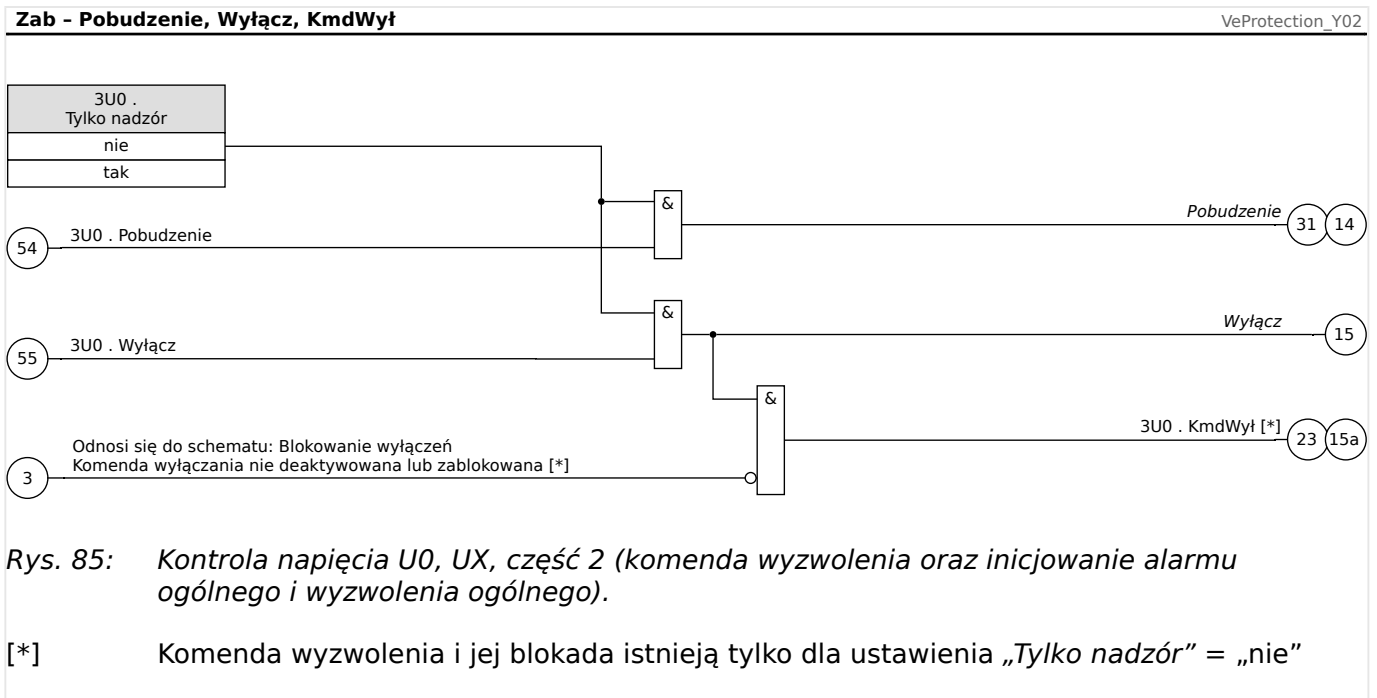 Zab – Pobudzenie, Wyłącz, KmdWył
VeProtection_Y02
3U0 .
Tylko nadzór
nie
tak
&
Pobudzenie
31
14
54
3U0 . Pobudzenie
&
Wyłącz
15
55
3U0 . Wyłącz
&
3U0 . KmdWył [*]
23
15a
Odnosi się do schematu: Blokowanie wyłączeń
Komenda wyłączania nie deaktywowana lub zablokowana [*]
3
Rys. 85: Kontrola napięcia U0, UX, część 2 (komenda wyzwolenia oraz inicjowanie alarmu
ogólnego i wyzwolenia ogólnego).
[*] Komenda wyzwolenia i jej blokada istnieją tylko dla ustawienia „Tylko nadzór” = „nie”